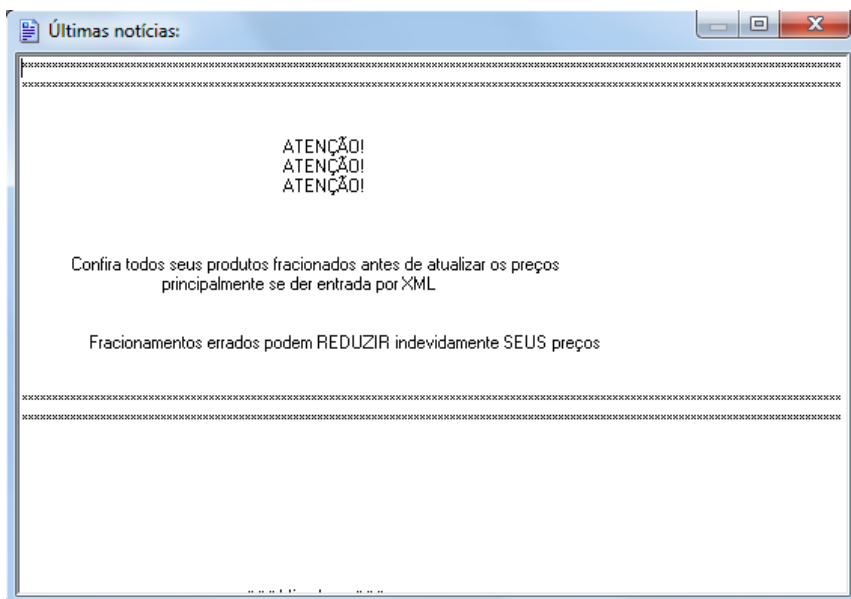 Últimas notícias:
ATENÇÃO!
ATENÇÃO!
ATENÇÃO!
Confira todos seus produtos fracionados antes de atualizar os preços
principalmente se der entrada por XML
Fracionamentos errados podem REDUZIR indevidamente SEUS preços